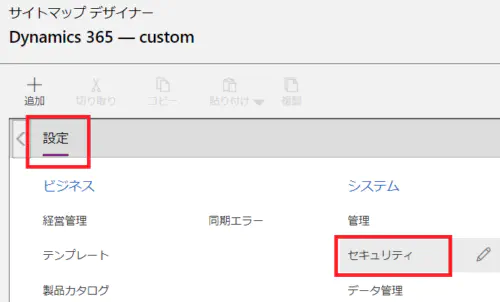 サイトマップ デザイナー
Dynamics 365 — custom
追加 切り取り コピー 貼り付け 複製
設定
ビジネス システム
経営管理 同期エラー 管理
テンプレート セキュリティ
製品カタログ データ管理